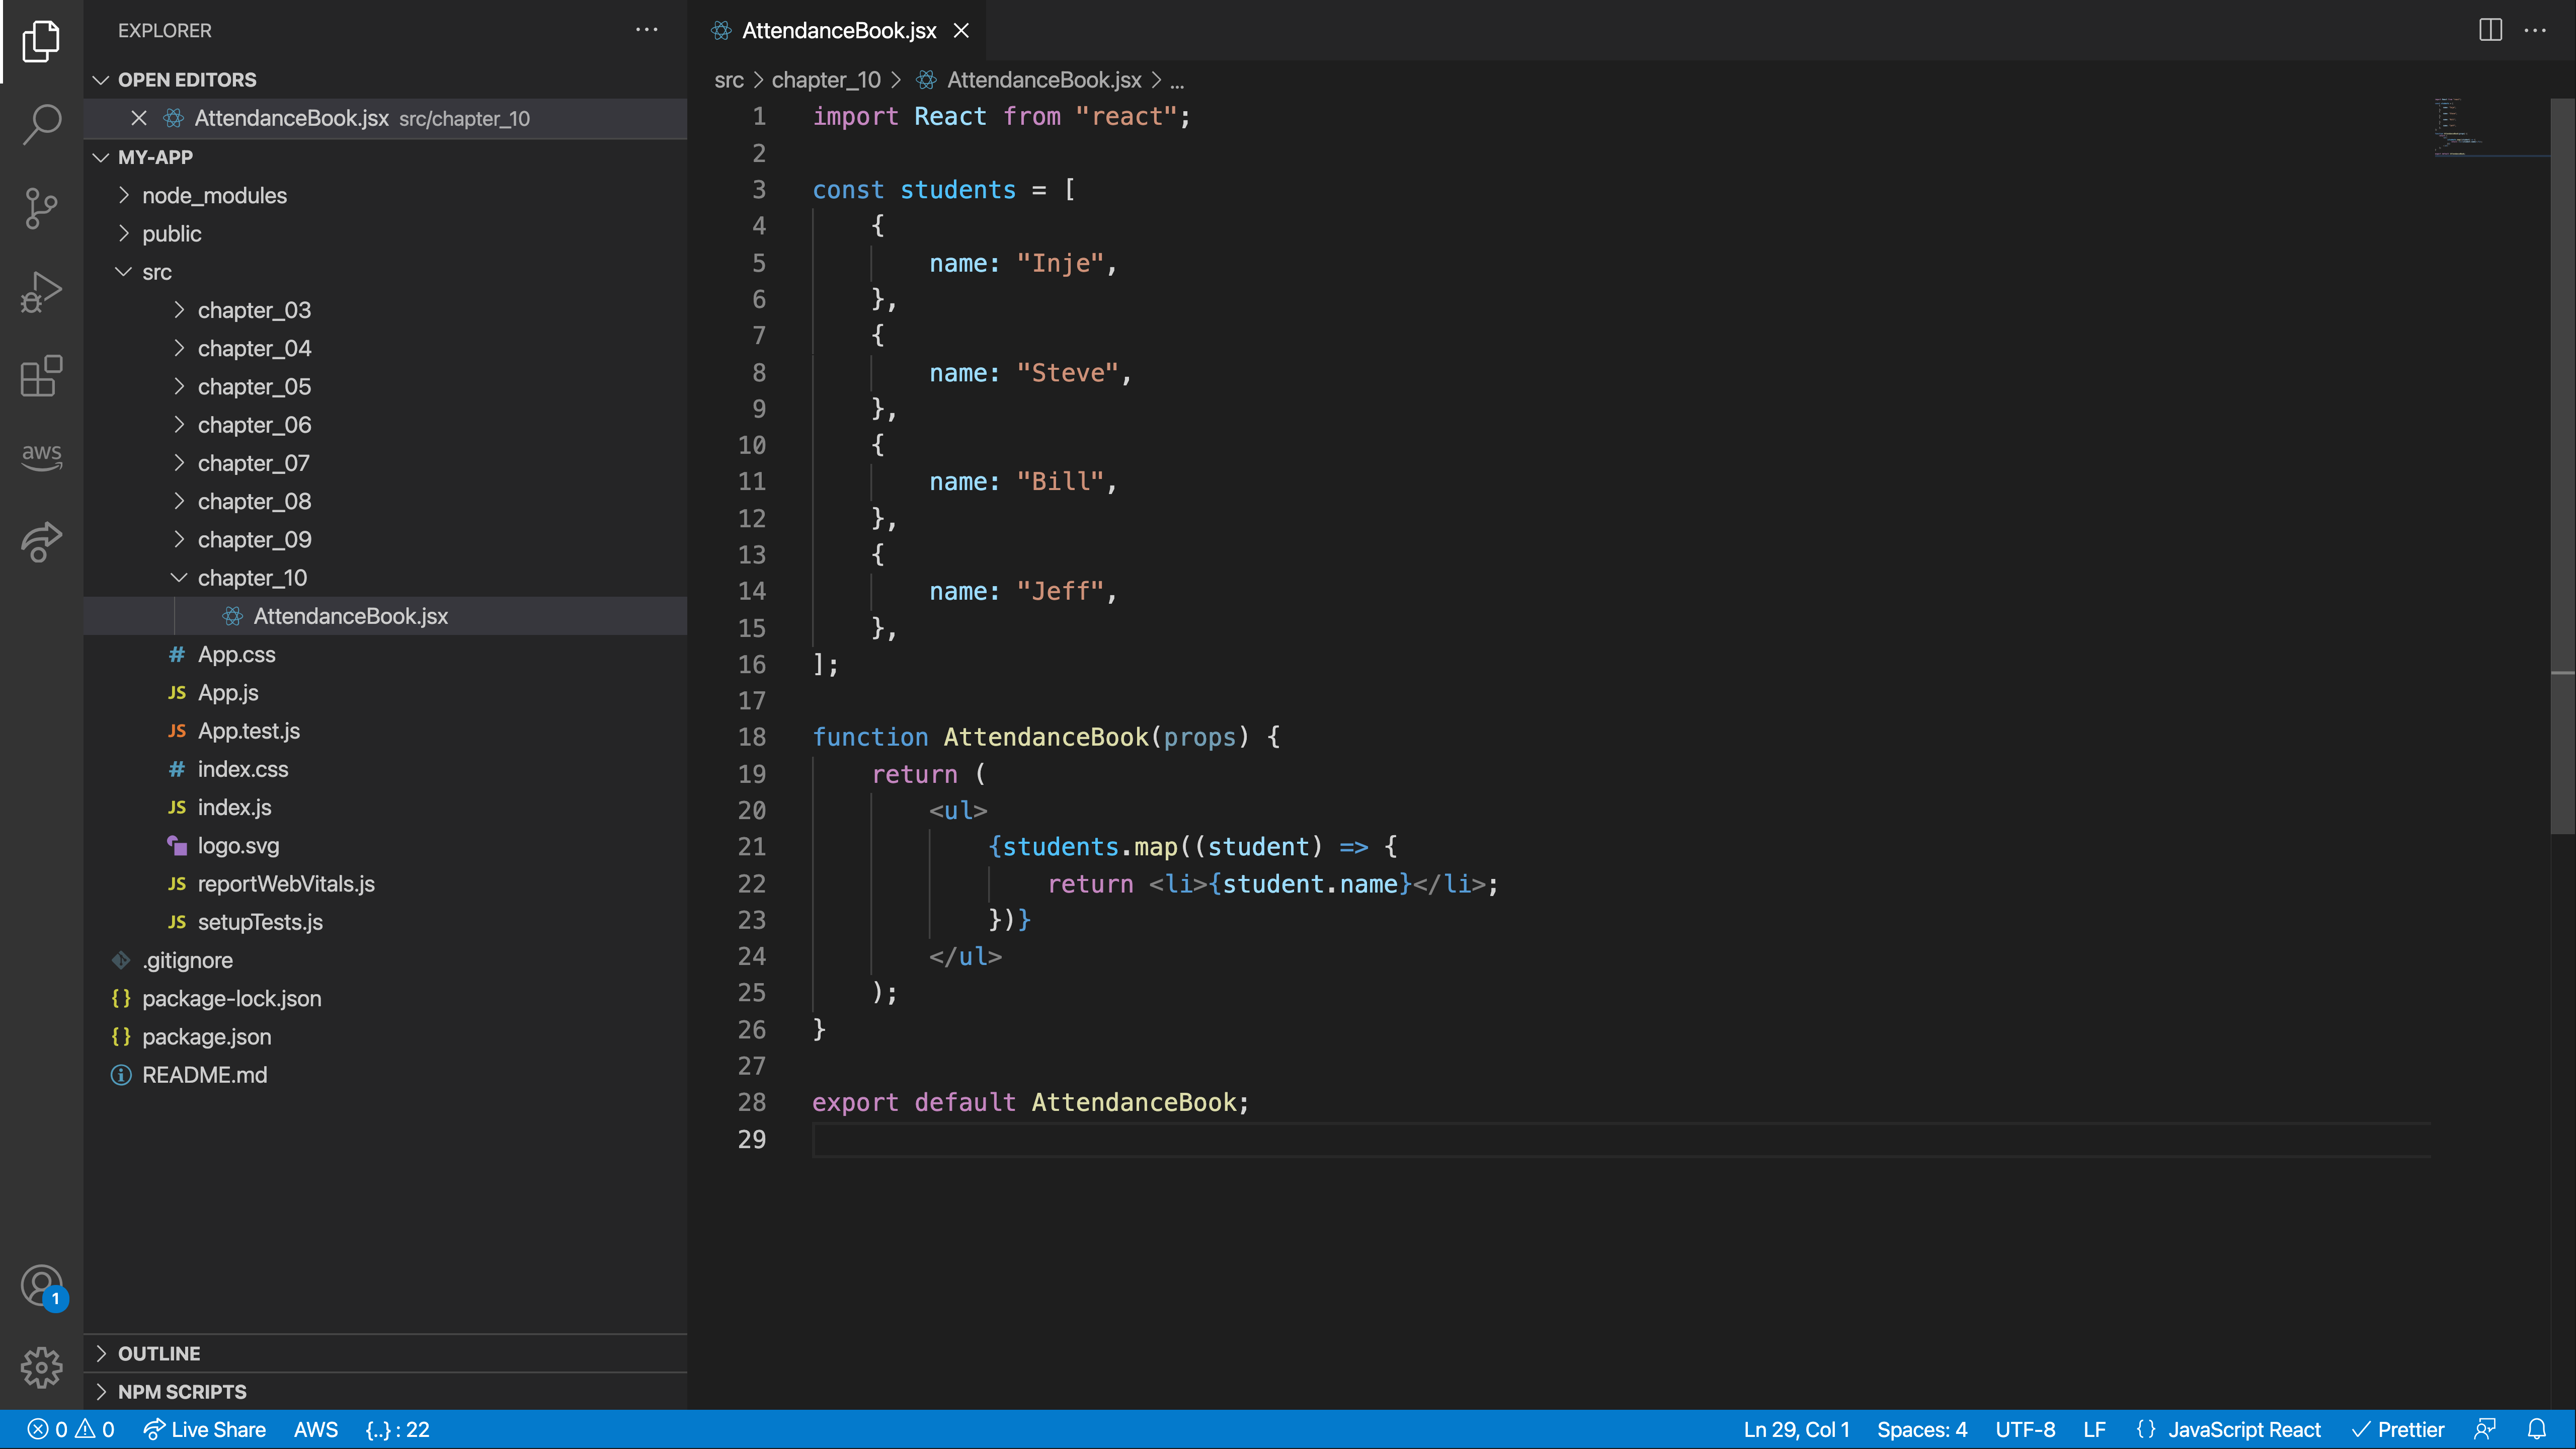 EXPLORER
OPEN EDITORS
AttendanceBook.jsx src/chapter_10
MY-APP
node_modules
public
src
chapter_03
chapter_04
chapter_05
chapter_06
chapter_07
chapter_08
chapter_09
chapter_10
AttendanceBook.jsx
# App.css
JS App.js
JS App.test.js
# index.css
JS index.js
logo.svg
JS reportWebVitals.js
JS setupTests.js
.gitignore
{} package-lock.json
{} package.json
README.md
OUTLINE
NPM SCRIPTS
aws
1
AttendanceBook.jsx
src > chapter_10 > AttendanceBook.jsx > ...
1 import React from "react";
2
3 const students = [
4 {
5 name: "Inje",
6 },
7 {
8 name: "Steve",
9 },
10 {
11 name: "Bill",
12 },
13 {
14 name: "Jeff",
15 },
16 ];
17
18 function AttendanceBook(props) {
19 return (
20 <ul>
21 {students.map((student) => {
22 return <li>{student.name}</li>;
23 })}
24 </ul>
25 );
26 }
27
28 export default AttendanceBook;
29
0 0 Live Share AWS {..} : 22 Ln 29, Col 1 Spaces: 4 UTF-8 LF {} JavaScript React Prettier